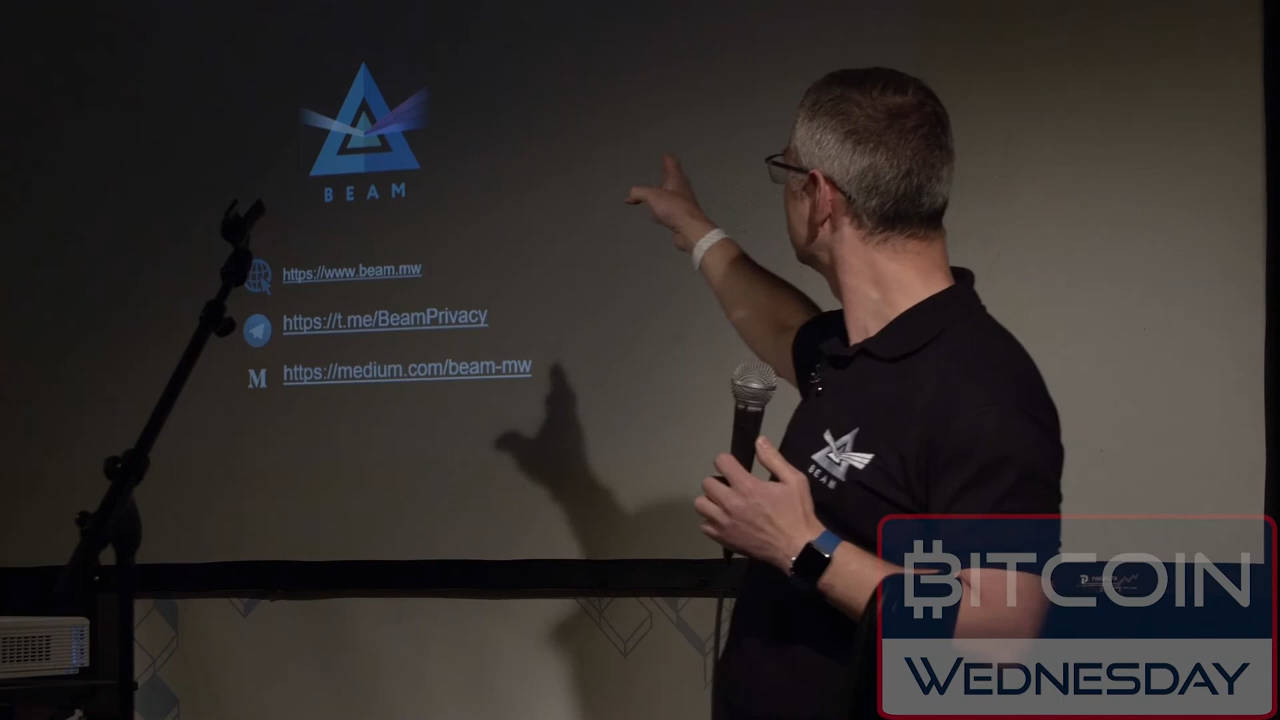 BEAM
https://www.beam.mw
https://t.me/BeamPrivacy
M
https://medium.com/beam-mw
BEAM
BITCOIN
WEDNESDAY